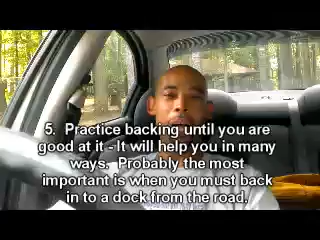 5.  Practice backing until you are
good at it - It will help you in many
ways.  Probably the most
important is when you must back
in to a dock from the road.